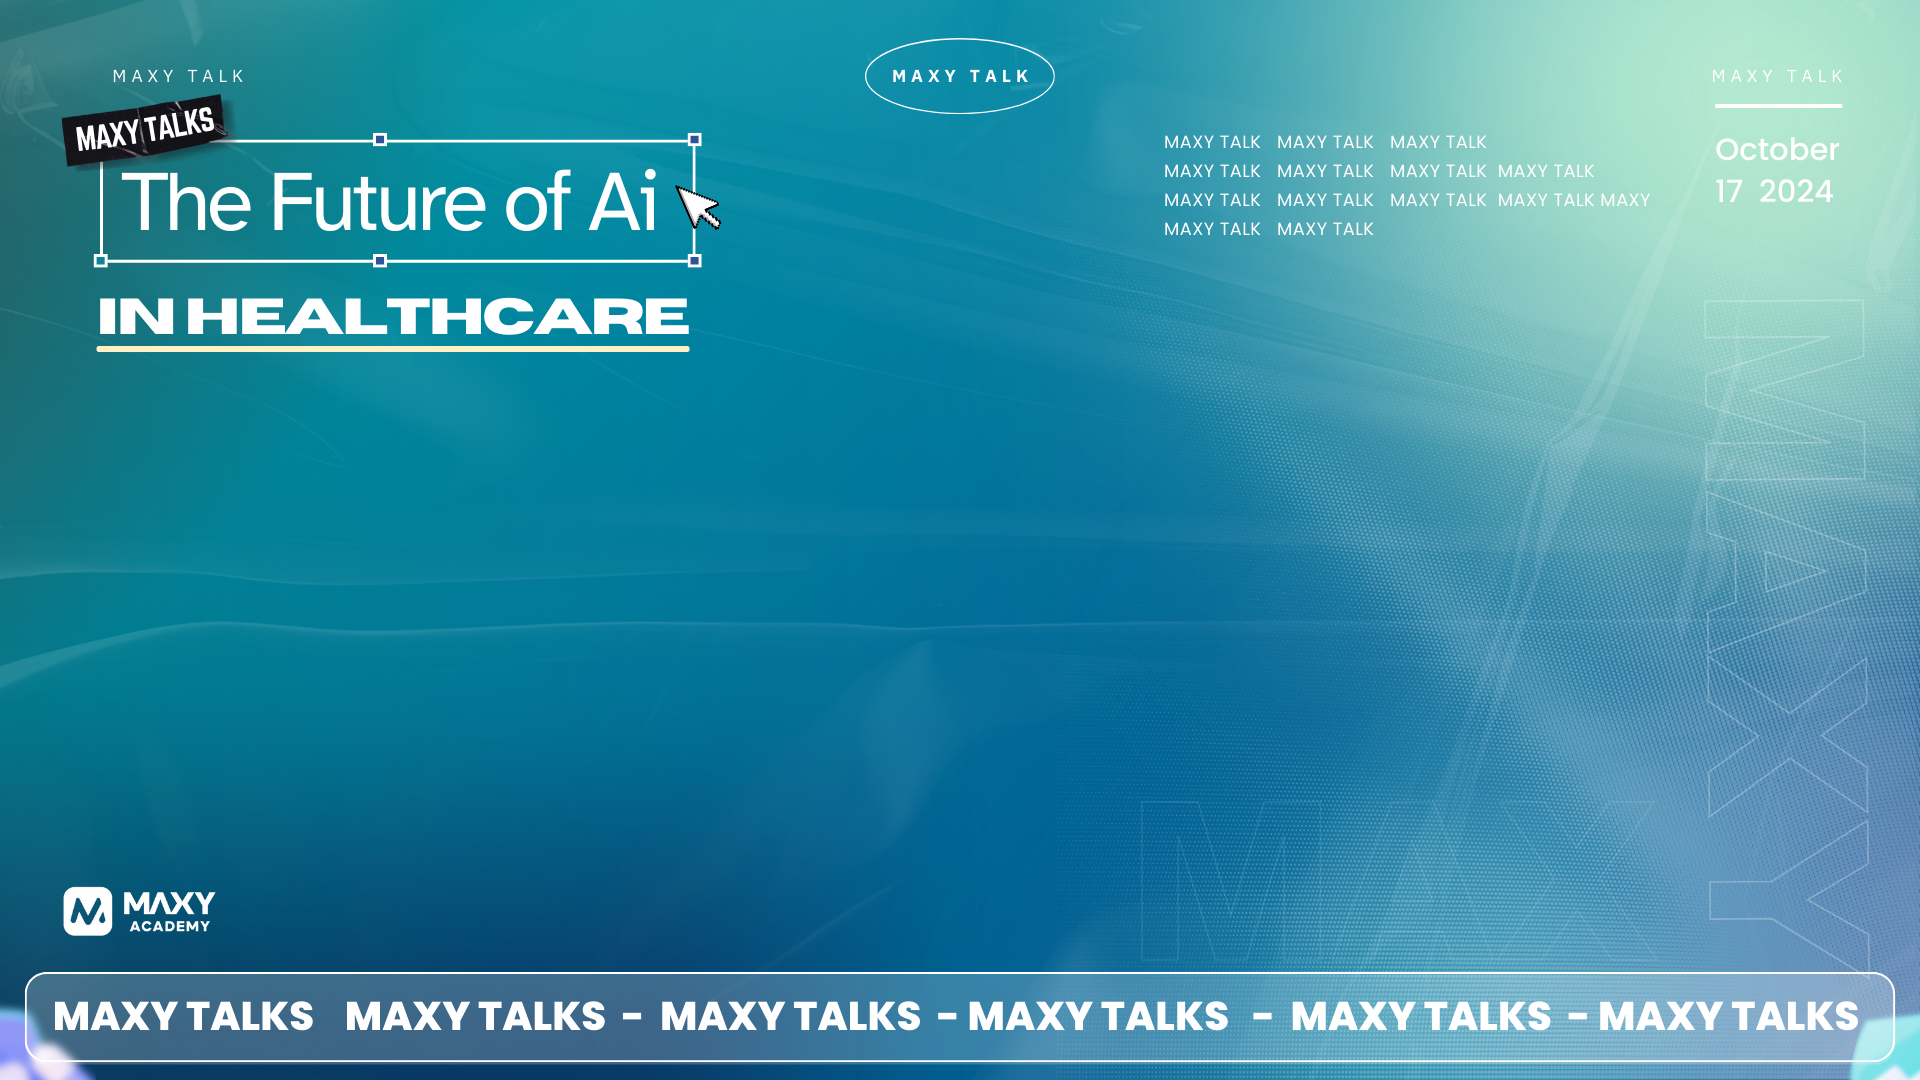 MAXY TALK
MAXY TALK
MAXY TALK
MAXY TALKS
The Future of Ai
IN HEALTHCARE
MAXY TALK MAXY TALK MAXY TALK
MAXY TALK MAXY TALK MAXY TALK MAXY TALK
MAXY TALK MAXY TALK MAXY TALK MAXY TALK MAXY
MAXY TALK MAXY TALK
October
17 2024
MAXY
MAX
MAXY
ACADEMY
MAXY TALKS MAXY TALKS - MAXY TALKS - MAXY TALKS - MAXY TALKS - MAXY TALKS